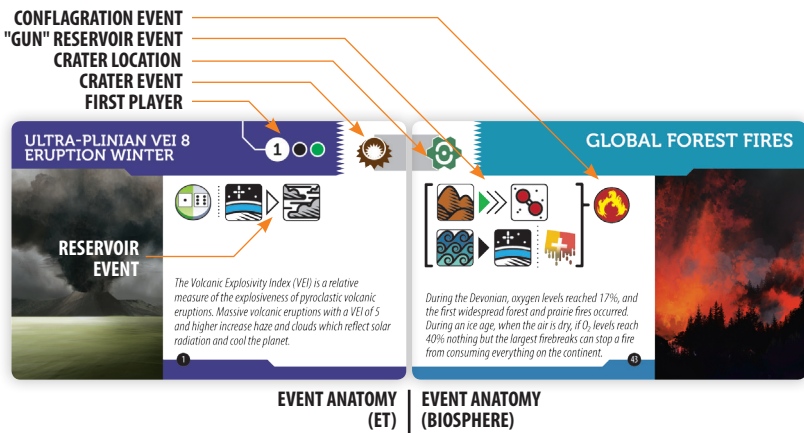 CONFLAGRATION EVENT
"GUN" RESERVOIR EVENT
CRATER LOCATION
CRATER EVENT
FIRST PLAYER
ULTRA-PLINIAN VEI 8
ERUPTION WINTER
1
RESERVOIR
EVENT
The Volcanic Explosivity Index (VEI) is a relative
measure of the explosiveness of pyroclastic volcanic
eruptions. Massive volcanic eruptions with a VEI of 5
and higher increase haze and clouds which reflect solar
radiation and cool the planet.
1
GLOBAL FOREST FIRES
During the Devonian, oxygen levels reached 17%, and
the first widespread forest and prairie fires occurred.
During an ice age, when the air is dry, if O₂ levels reach
40% nothing but the largest firebreaks can stop a fire
from consuming everything on the continent.
43
EVENT ANATOMY
(ET)
EVENT ANATOMY
(BIOSPHERE)